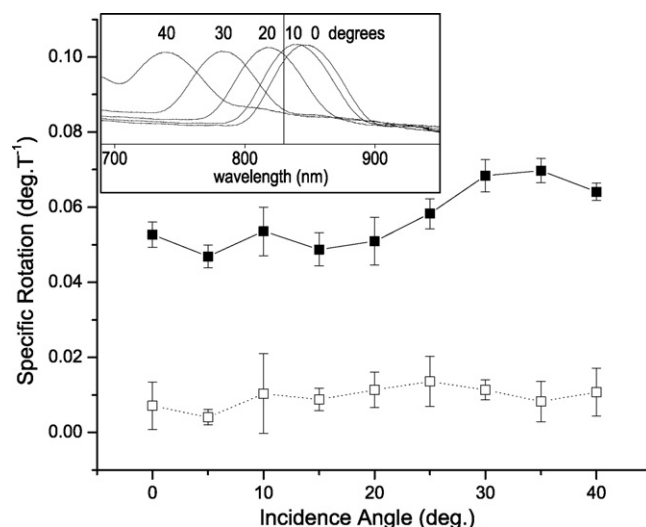 40 30 20 10 0 degrees
700 800 900
wavelength (nm)
0.10
0.08
0.06
0.04
0.02
0.00
Specific Rotation (deg.T⁻¹)
0 10 20 30 40
Incidence Angle (deg.)